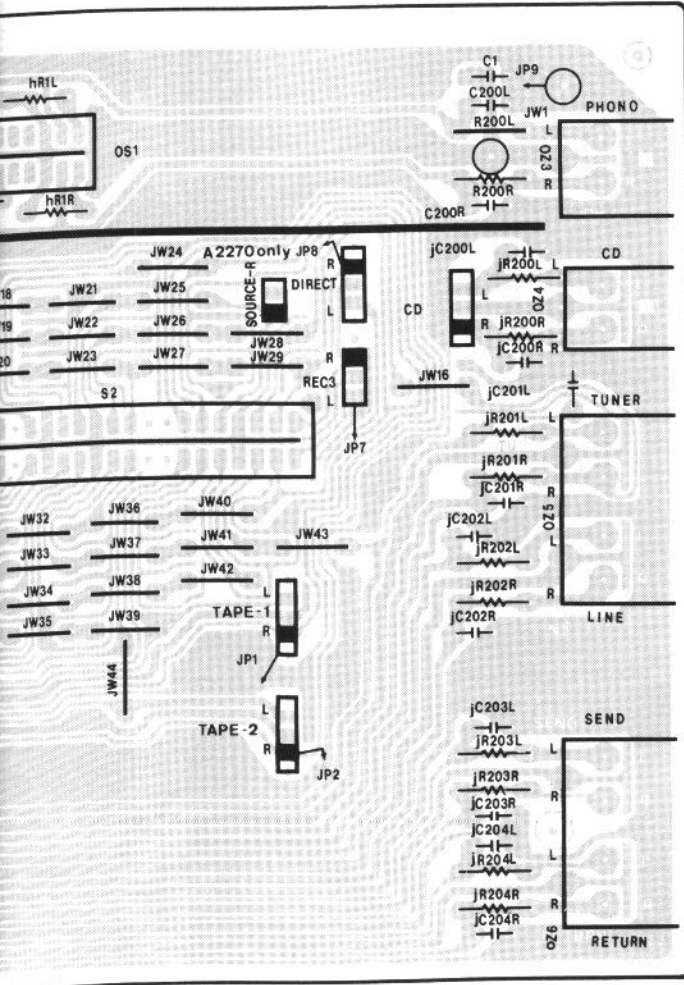 hR1L
C1
JP9
C200L
JW1
PHONO
R200L
L
OS1
OZ3
R
R200R
hR1R
C200R
JW24
A2270only
JP8
jC200L
CD
R
jR200L
L
SOURCE-R
DIRECT
18
JW21
JW25
L
OZ4
L
CD
19
JW22
JW26
R
jR200R
JW28
R
jC200R
R
20
JW23
JW27
JW29
REC3
JW16
S2
L
jC201L
TUNER
jR201L
L
JP7
jR201R
jC201R
R
JW40
JW36
OZ5
JW32
jC202L
JW37
JW41
JW43
L
JW33
jR202L
JW42
JW38
L
jR202R
JW34
R
TAPE-1
JW39
LINE
JW35
R
jC202R
JP1
JW44
L
jC203L
SEND
TAPE-2
jR203L
L
R
JP2
jR203R
R
jC203R
jC204L
L
jR204L
jR204R
R
jC204R
OZ6
RETURN